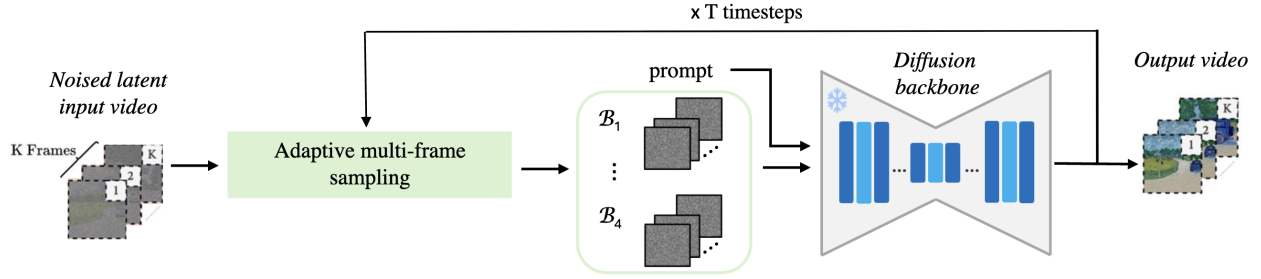 x T timesteps
Noised latent
input video
K Frames
K
2
1
Adaptive multi-frame
sampling
prompt
B1
⋮
B4
Diffusion
backbone
...
...
Output video
K
2
1